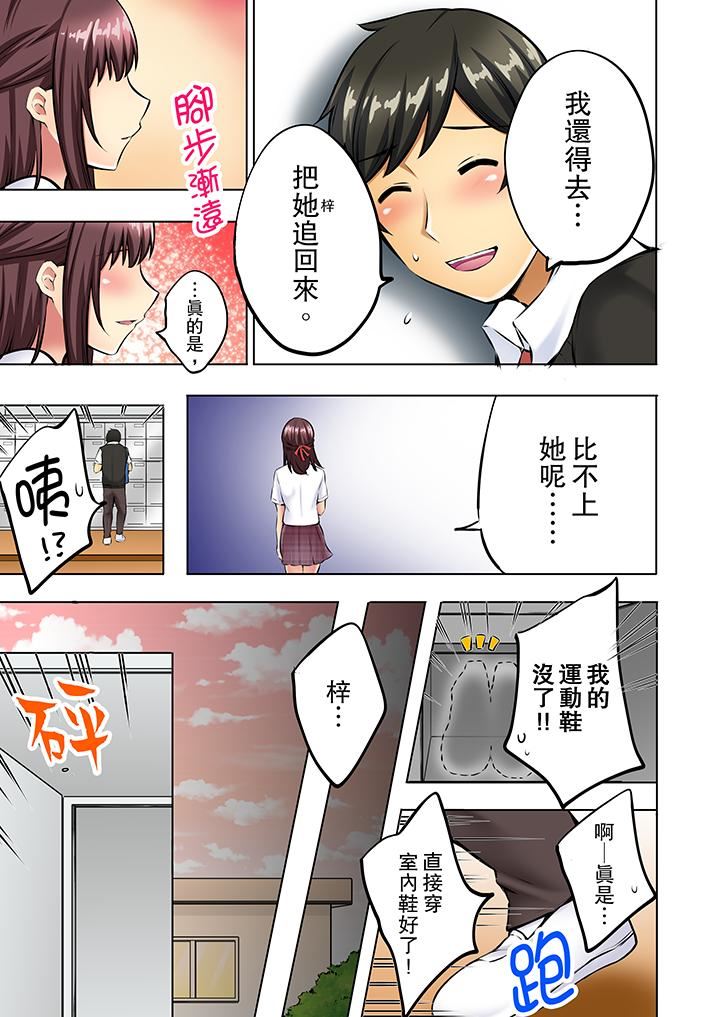 我還得去…
把她追回來。
梓
腳步漸遠
…眞的是，
比不上
她呢……
咦
!?
我的
運動鞋
沒了!!
啊—眞是…
直接穿
室內鞋好了！
跑
梓…
砰